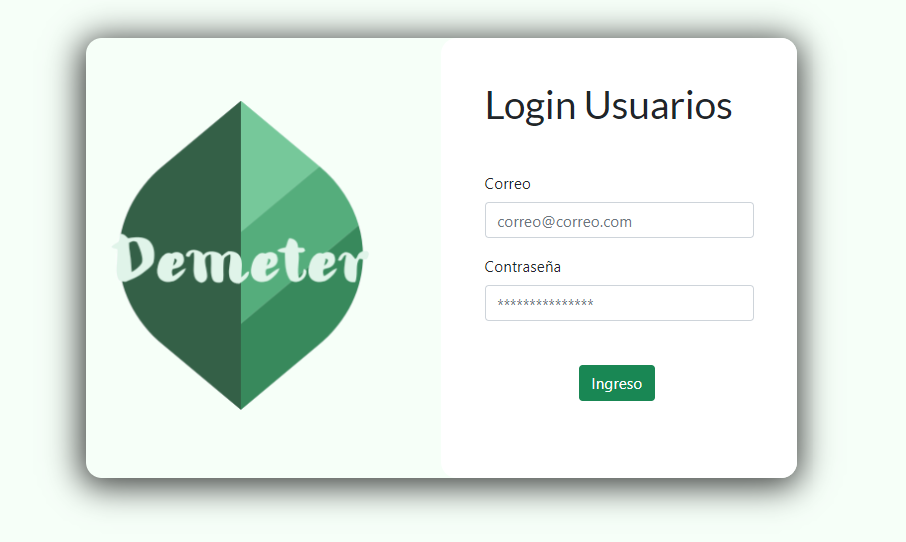 Demeter
Login Usuarios
Correo
correo@correo.com
Contraseña
***************
Ingreso